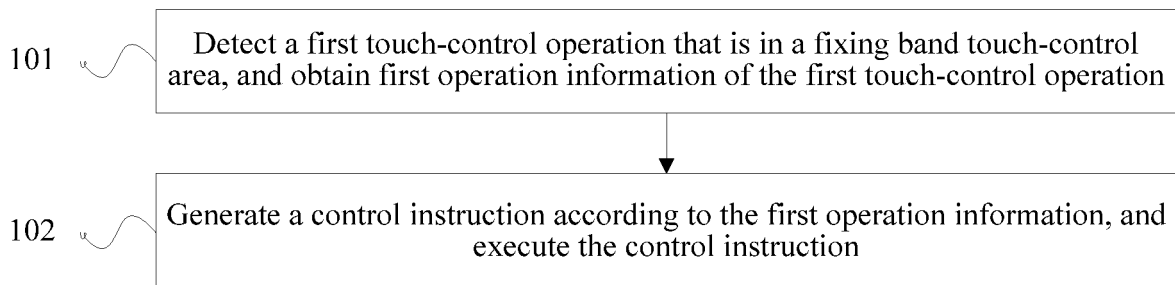 101
Detect a first touch-control operation that is in a fixing band touch-control
area, and obtain first operation information of the first touch-control operation
102
Generate a control instruction according to the first operation information, and
execute the control instruction